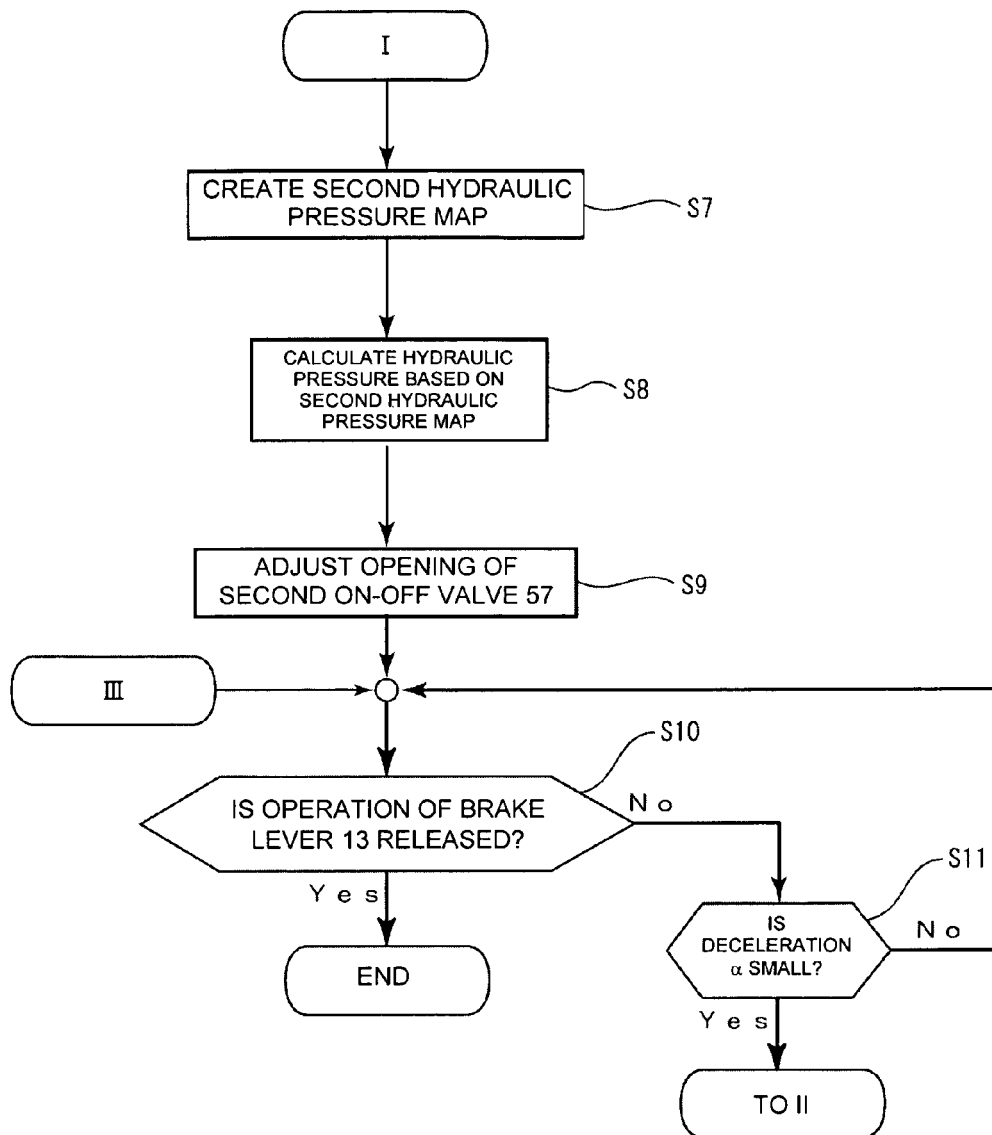 I
CREATE SECOND HYDRAULIC
PRESSURE MAP
S7
CALCULATE HYDRAULIC
PRESSURE BASED ON
SECOND HYDRAULIC
PRESSURE MAP
S8
ADJUST OPENING OF
SECOND ON-OFF VALVE 57
S9
III
S10
IS OPERATION OF BRAKE
LEVER 13 RELEASED?
No
Yes
S11
IS
DECELERATION
α SMALL?
No
END
Yes
TO II